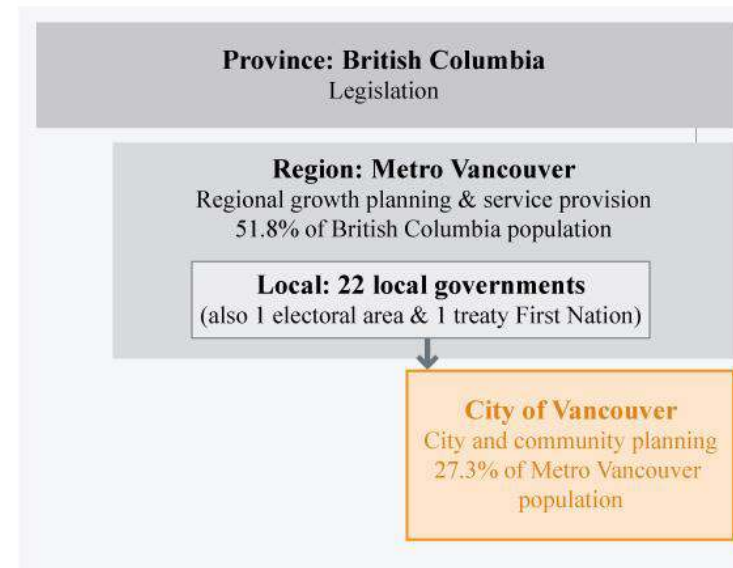 Province: British Columbia
Legislation
Region: Metro Vancouver
Regional growth planning & service provision
51.8% of British Columbia population
Local: 22 local governments
(also 1 electoral area & 1 treaty First Nation)
City of Vancouver
City and community planning
27.3% of Metro Vancouver
population